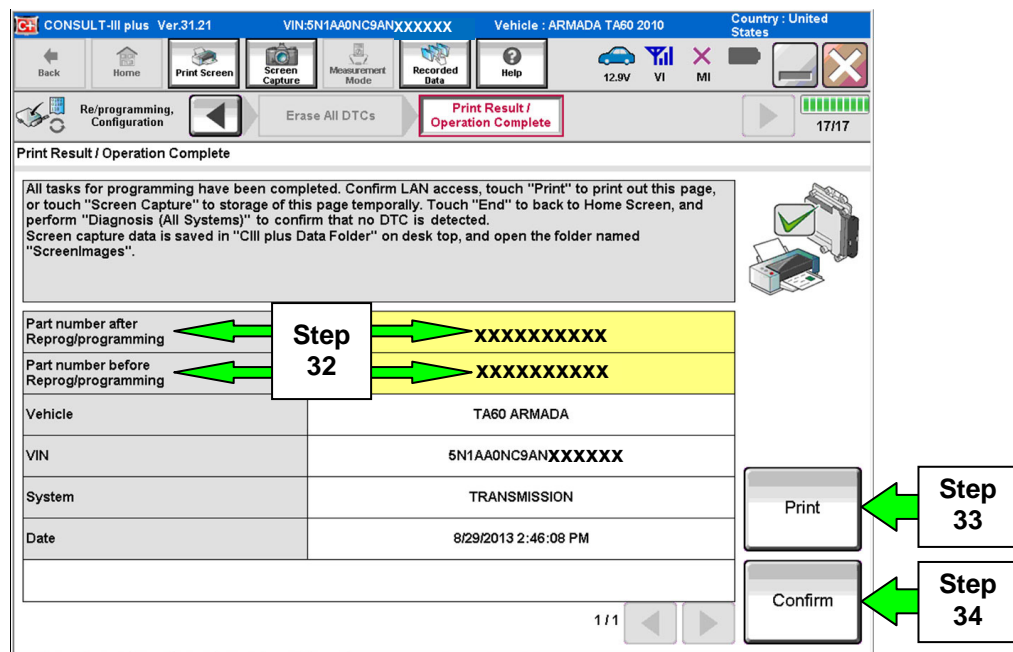 C+ CONSULT-III plus Ver.31.21 VIN:5N1AA0NC9ANXXXXXX Vehicle : ARMADA TA60 2010 Country : United
States
Back Home Print Screen Screen
Capture Measurement
Mode Recorded
Data Help 12.9V VI MI
Re/programming,
Configuration Erase All DTCs Print Result /
Operation Complete 17/17
Print Result / Operation Complete
All tasks for programming have been completed. Confirm LAN access, touch "Print" to print out this page,
or touch "Screen Capture" to storage of this page temporally. Touch "End" to back to Home Screen, and
perform "Diagnosis (All Systems)" to confirm that no DTC is detected.
Screen capture data is saved in "CIII plus Data Folder" on desk top, and open the folder named
"ScreenImages".
Part number after
Reprog/programming
xxxxxxxxxx
Step
32
Part number before
Reprog/programming
xxxxxxxxxx
Vehicle TA60 ARMADA
VIN 5N1AA0NC9ANXXXXXX
System TRANSMISSION
Date 8/29/2013 2:46:08 PM
Print
Step
33
Confirm
Step
34
1/1